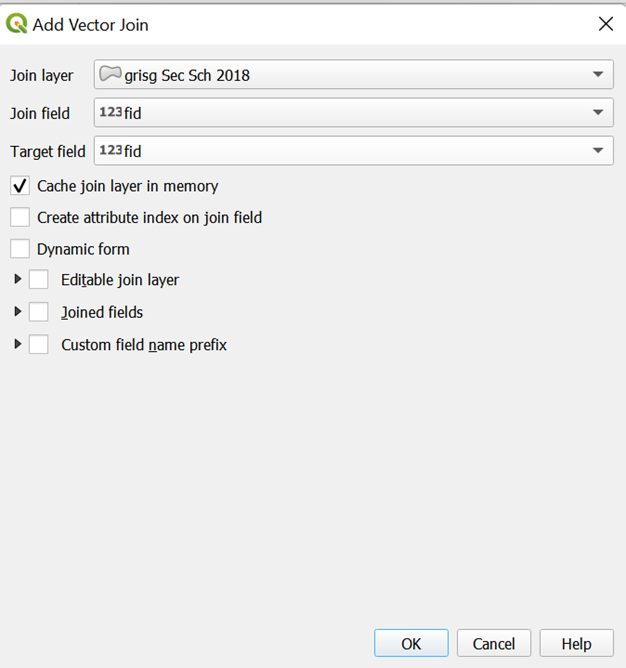 Add Vector Join
Join layer grisg Sec Sch 2018
Join field 123 fid
Target field 123 fid
Cache join layer in memory
Create attribute index on join field
Dynamic form
Editable join layer
Joined fields
Custom field name prefix
OK Cancel Help